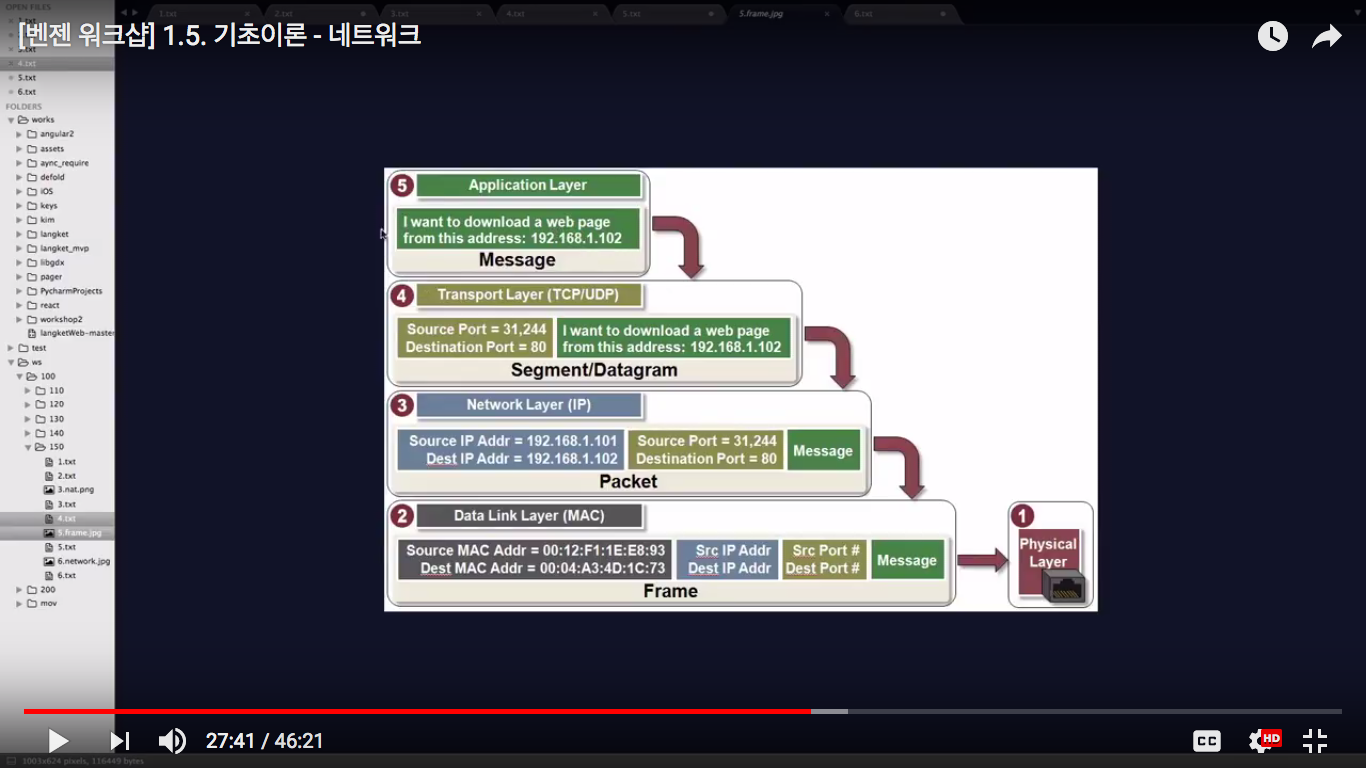 OPEN FILES
[벤젠 워크샵] 1.5. 기초이론 - 네트워크
1.txt
2.txt
3.txt
4.txt
5.txt
5.frame.jpg
6.txt
4.txt
5.txt
6.txt
FOLDERS
works
angular2
assets
aync_require
defold
iOS
keys
kim
langket
langket_mvp
libgdx
pager
PycharmProjects
react
workshop2
langketWeb-master
test
ws
100
110
120
130
140
150
1.txt
2.txt
3.nat.png
3.txt
4.txt
5.frame.jpg
5.txt
6.network.jpg
6.txt
200
mov
5 Application Layer
I want to download a web page
from this address: 192.168.1.102
Message
4 Transport Layer (TCP/UDP)
Source Port = 31,244 I want to download a web page
Destination Port = 80 from this address: 192.168.1.102
Segment/Datagram
3 Network Layer (IP)
Source IP Addr = 192.168.1.101 Source Port = 31,244 Message
Dest IP Addr = 192.168.1.102 Destination Port = 80
Packet
2 Data Link Layer (MAC)
Source MAC Addr = 00:12:F1:1E:E8:93 Src IP Addr Src Port # Message
Dest MAC Addr = 00:04:A3:4D:1C:73 Dest IP Addr Dest Port #
Frame
1
Physical
Layer
27:41 / 46:21
CC
HD
1003x624 pixels, 116449 bytes